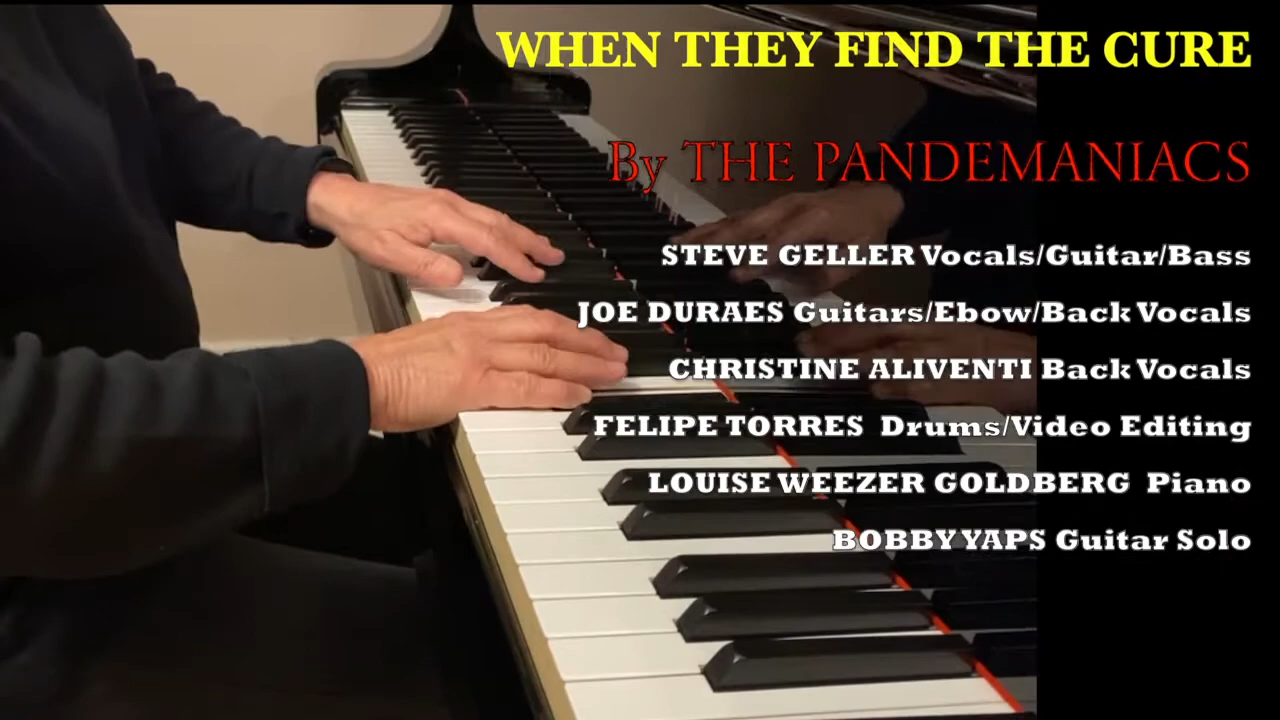 WHEN THEY FIND THE CURE
By THE PANDEMANIACS
STEVE GELLER Vocals/Guitar/Bass
JOE DURAES Guitars/Ebow/Back Vocals
CHRISTINE ALIVENTI Back Vocals
FELIPE TORRES Drums/Video Editing
LOUISE WEEZER GOLDBERG Piano
BOBBY YAPS Guitar Solo